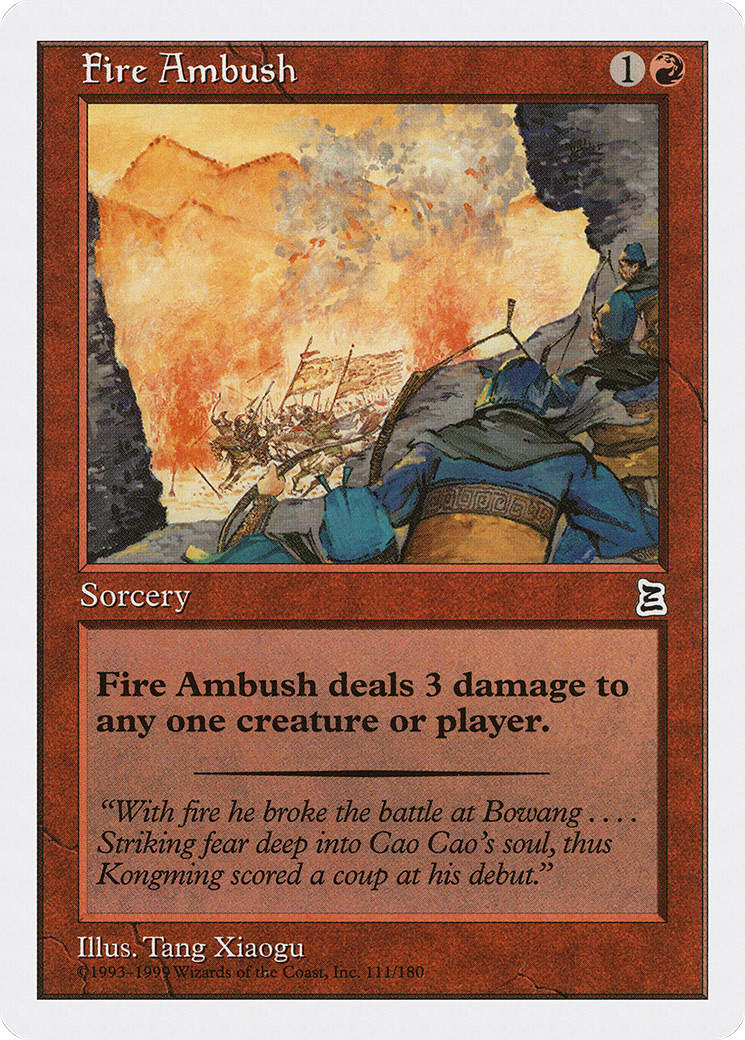 Fire Ambush 1
Sorcery
Fire Ambush deals 3 damage to
any one creature or player.
“With fire he broke the battle at Bowang . . . .
Striking fear deep into Cao Cao’s soul, thus
Kongming scored a coup at his debut.”
Illus. Tang Xiaogu
©1993–1999 Wizards of the Coast, Inc. 111/180